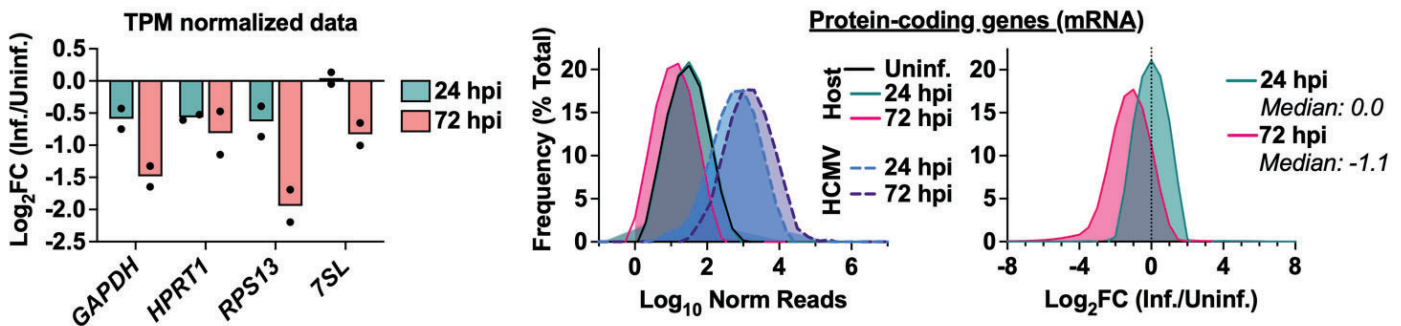 TPM normalized data
Log₂FC (Inf./Uninf.)
0.5
0.0
-0.5
-1.0
-1.5
-2.0
-2.5
GAPDH
HPRT1
RPS13
7SL
24 hpi
72 hpi
Protein-coding genes (mRNA)
Frequency (% Total)
20
15
10
5
0
0
2
4
6
Log₁₀ Norm Reads
Host
Uninf.
24 hpi
72 hpi
HCMV
24 hpi
72 hpi
20
15
10
5
0
-8
-4
0
4
8
Log₂FC (Inf./Uninf.)
24 hpi
Median: 0.0
72 hpi
Median: -1.1